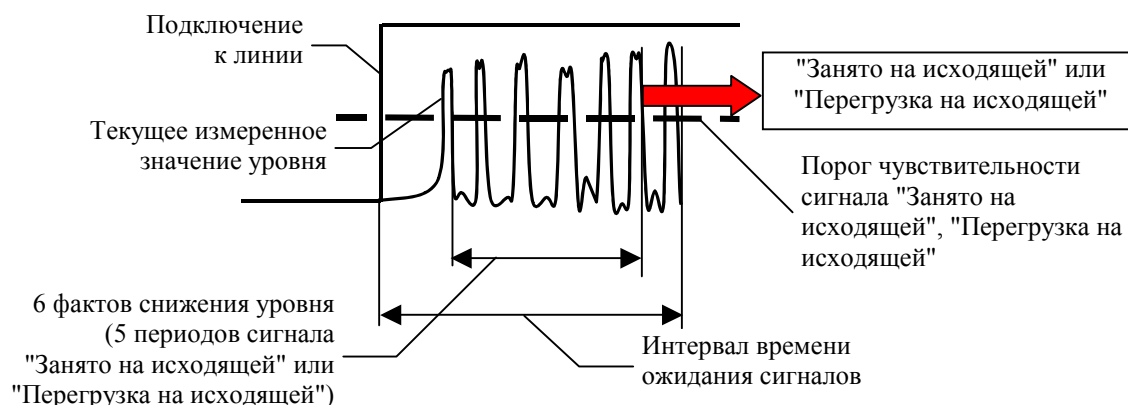 Подключение
к линии
"Занято на исходящей" или
"Перегрузка на исходящей"
Текущее измеренное
значение уровня
Порог чувствительности
сигнала "Занято на
исходящей", "Перегрузка на
исходящей"
6 фактов снижения уровня
(5 периодов сигнала
"Занято на исходящей" или
"Перегрузка на исходящей")
Интервал времени
ожидания сигналов